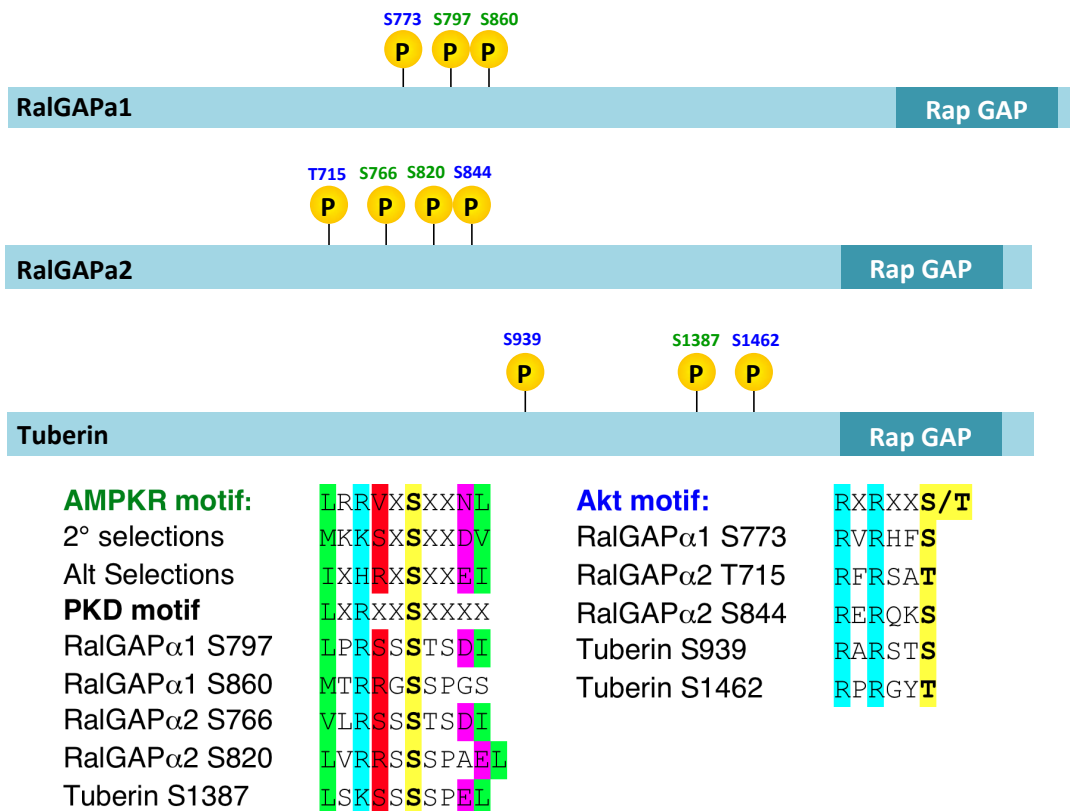 S773 S797 S860
P P P
RalGAPa1 Rap GAP
T715 S766 S820 S844
P P P P
RalGAPa2 Rap GAP
S939 S1387 S1462
P P P
Tuberin Rap GAP
AMPKR motif: LRRVXSXXNL
2° selections MKKSXSXXDV
Alt Selections IXHRXSXXEI
PKD motif LXRXXSXXXX
RalGAPα1 S797 LPRSSSTSDI
RalGAPα1 S860 MTRRGSSPGS
RalGAPα2 S766 VLRSSSTSDI
RalGAPα2 S820 LVRRSSSPAEL
Tuberin S1387 LSKSSSSPEL
Akt motif: RXRXXS/T
RalGAPα1 S773 RVRHFS
RalGAPα2 T715 RFRSAT
RalGAPα2 S844 RERQKS
Tuberin S939 RARSTS
Tuberin S1462 RPRGYT